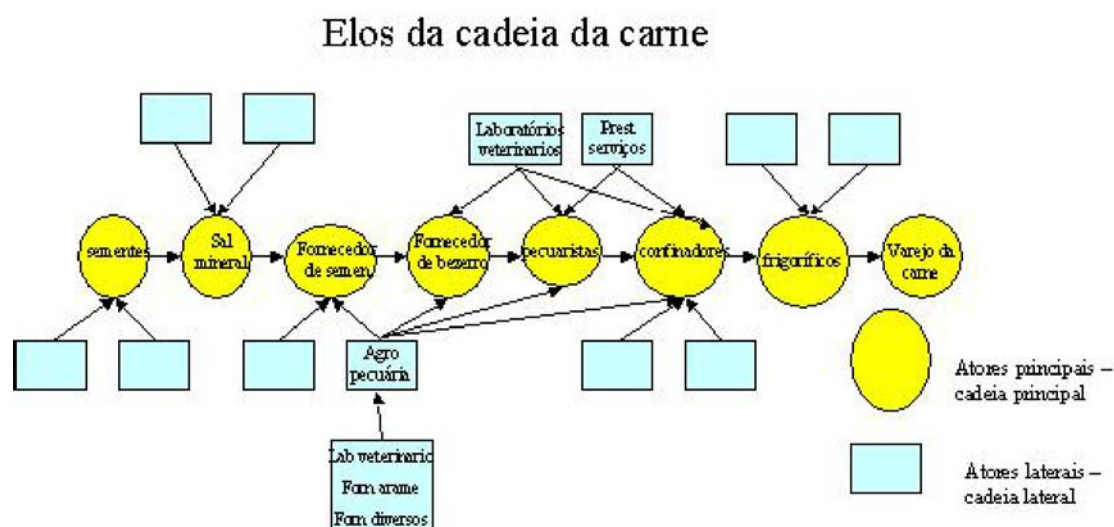 Elos da cadeia da carne
Laboratórios
veterinarios
Prest
serviços
sementes
Sal
mineral
Fornecedor
de semen
Fornecedor
de bezerro
pecuaristas
confinadores
frigoríficos
Varejo da
carne
Agro
pecuária
Lab veterinario
Forn arame
Forn diversos
Atores principais –
cadeia principal
Atores laterais –
cadeia lateral